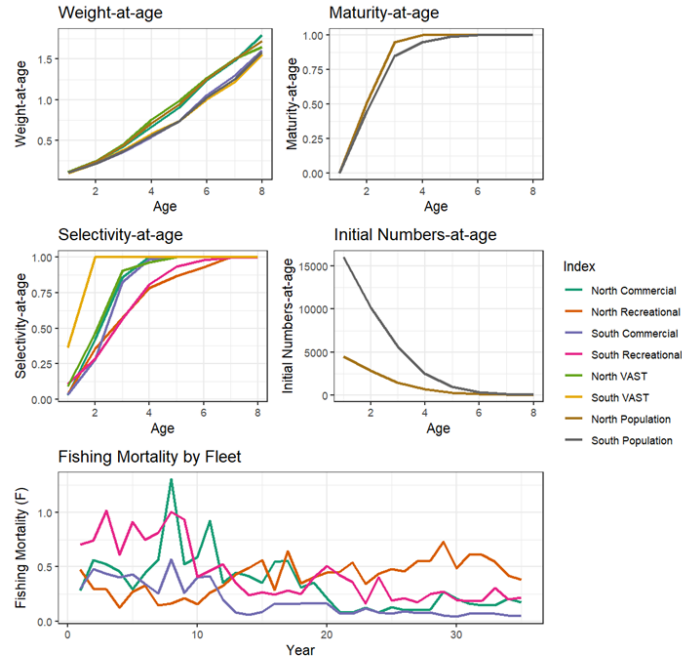 Weight-at-age
Maturity-at-age
Weight-at-age
1.5
1.0
0.5
2
4
6
8
Age
Maturity-at-age
1.00
0.75
0.50
0.25
0.00
2
4
6
8
Age
Selectivity-at-age
Initial Numbers-at-age
Selectivity-at-age
1.00
0.75
0.50
0.25
0.00
2
4
6
8
Age
Initial Numbers-at-age
15000
10000
5000
0
2
4
6
8
Age
Index
North Commercial
North Recreational
South Commercial
South Recreational
North VAST
South VAST
North Population
South Population
Fishing Mortality by Fleet
Fishing Mortality (F)
1.0
0.5
0.0
0
10
20
30
Year